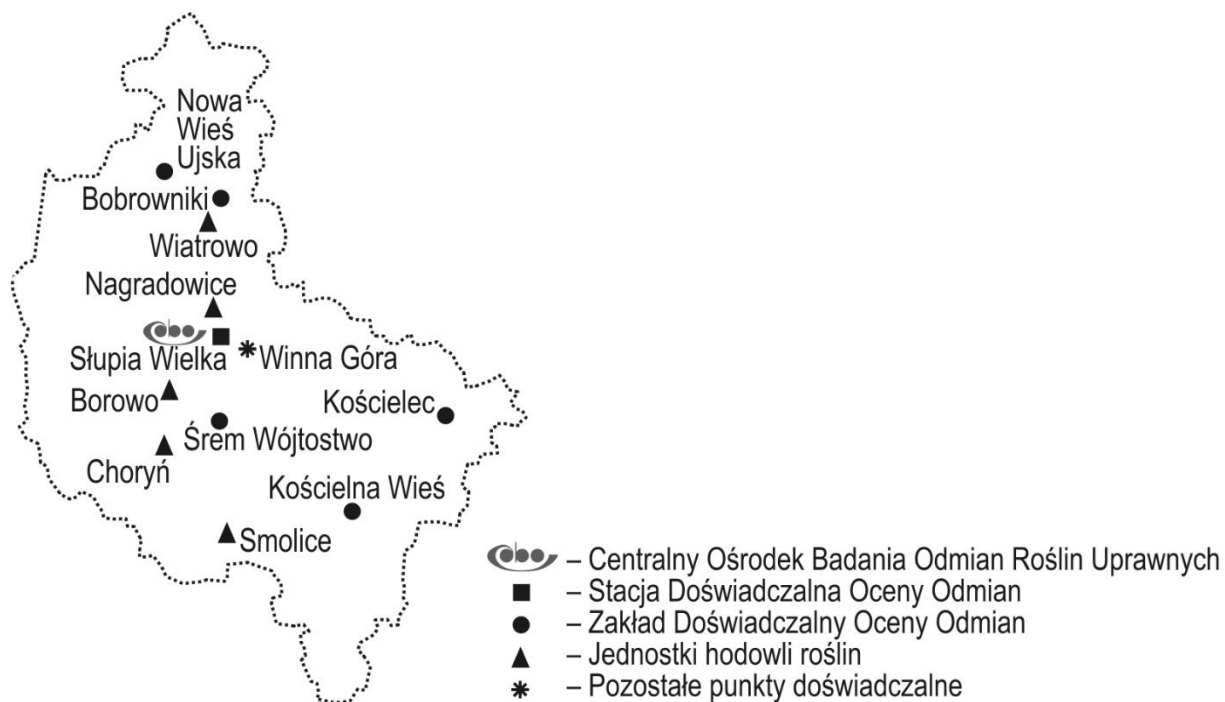 Nowa
Wieś
Ujska
Bobrowniki
Wiatrowo
Nagradowice
Słupia Wielka
Winna Góra
Borowo
Kościelec
Śrem Wójtostwo
Choryń
Kościelna Wieś
Smolice
– Centralny Ośrodek Badania Odmian Roślin Uprawnych
– Stacja Doświadczalna Oceny Odmian
– Zakład Doświadczalny Oceny Odmian
– Jednostki hodowli roślin
– Pozostałe punkty doświadczalne